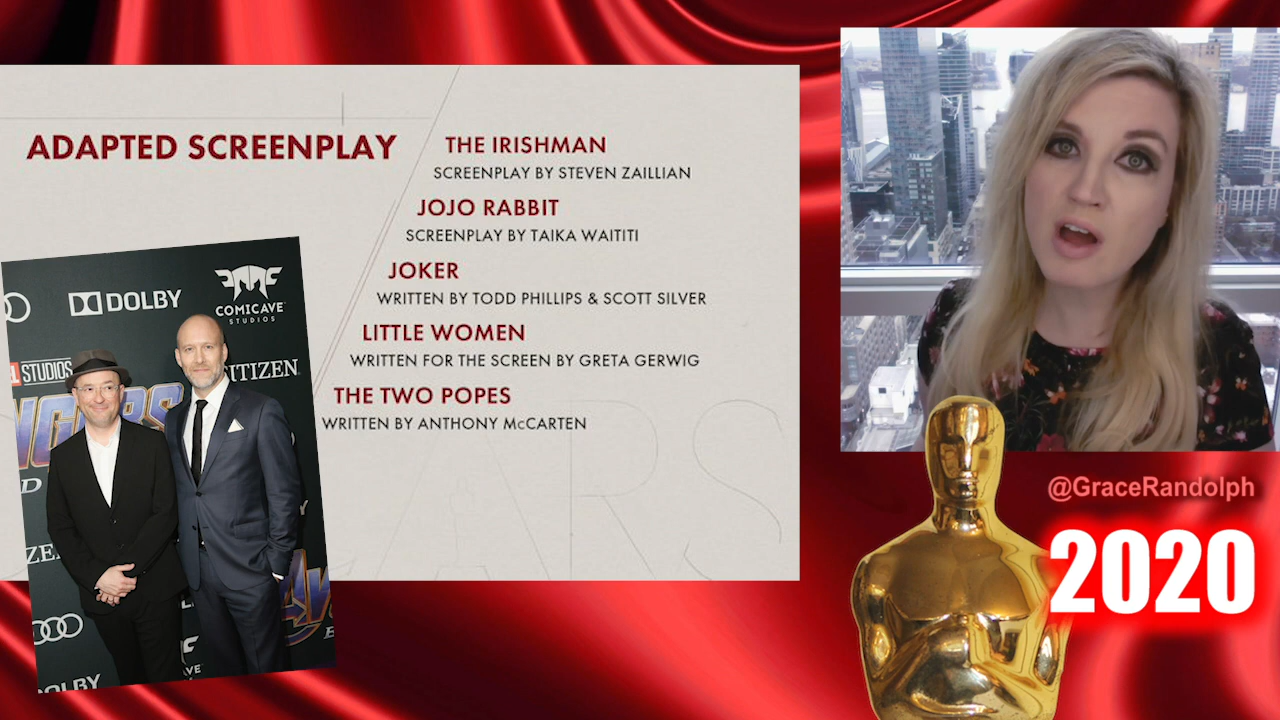 ADAPTED SCREENPLAY
THE IRISHMAN
SCREENPLAY BY STEVEN ZAILLIAN
JOJO RABBIT
SCREENPLAY BY TAIKA WAITITI
JOKER
WRITTEN BY TODD PHILLIPS & SCOTT SILVER
LITTLE WOMEN
WRITTEN FOR THE SCREEN BY GRETA GERWIG
THE TWO POPES
WRITTEN BY ANTHONY McCARTEN
DOLBY
COMICAVE
STUDIOS
STUDIOS
CITIZEN
@GraceRandolph
2020